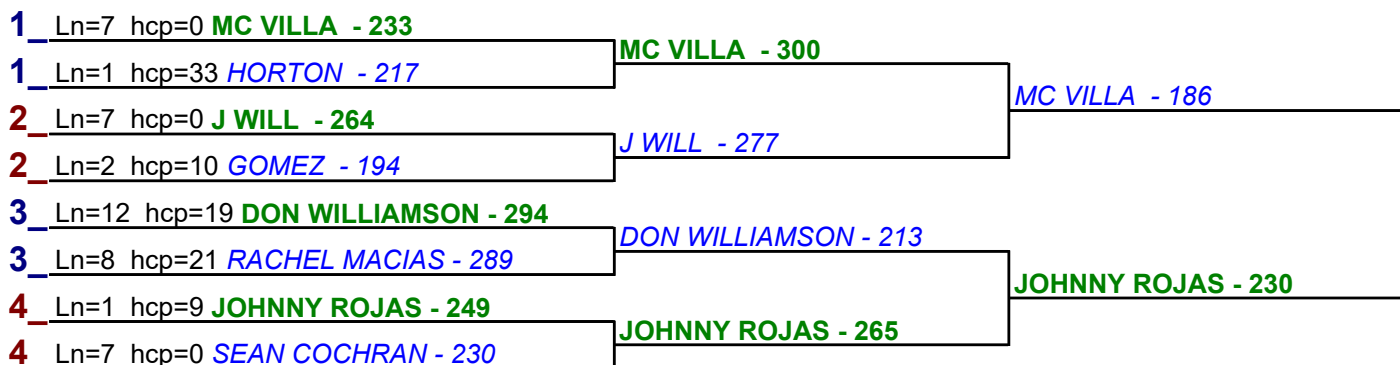 1_ Ln=7 hcp=0 MC VILLA - 233
MC VILLA - 300
1_ Ln=1 hcp=33 HORTON - 217
MC VILLA - 186
2_ Ln=7 hcp=0 J WILL - 264
J WILL - 277
2_ Ln=2 hcp=10 GOMEZ - 194
3_ Ln=12 hcp=19 DON WILLIAMSON - 294
DON WILLIAMSON - 213
3_ Ln=8 hcp=21 RACHEL MACIAS - 289
JOHNNY ROJAS - 230
4_ Ln=1 hcp=9 JOHNNY ROJAS - 249
JOHNNY ROJAS - 265
4 Ln=7 hcp=0 SEAN COCHRAN - 230